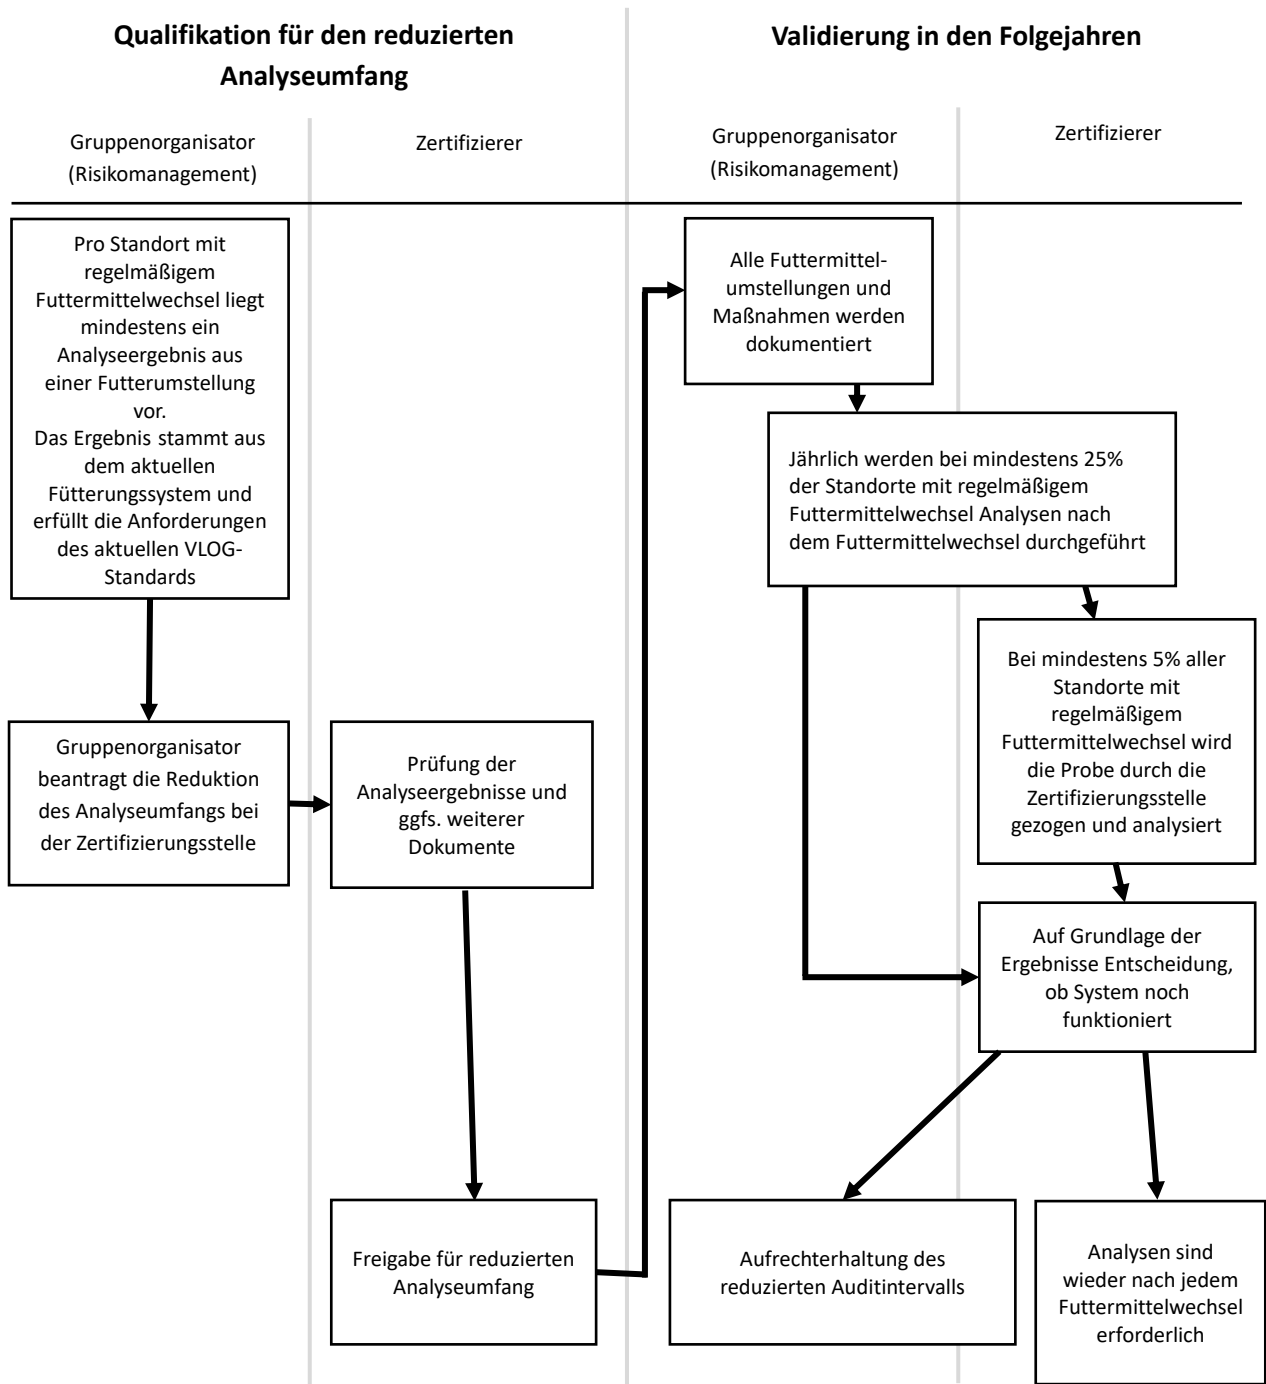 Qualifikation für den reduzierten
Analyseumfang
Validierung in den Folgejahren
Gruppenorganisator
(Risikomanagement)
Zertifizierer
Gruppenorganisator
(Risikomanagement)
Zertifizierer
Pro Standort mit
regelmäßigem
Futtermittelwechsel liegt
mindestens ein
Analyseergebnis aus
einer Futterumstellung
vor.
Das Ergebnis stammt aus
dem aktuellen
Fütterungssystem und
erfüllt die Anforderungen
des aktuellen VLOG-
Standards
Gruppenorganisator
beantragt die Reduktion
des Analyseumfangs bei
der Zertifizierungsstelle
Prüfung der
Analyseergebnisse und
ggfs. weiterer
Dokumente
Freigabe für reduzierten
Analyseumfang
Alle Futtermittel-
umstellungen und
Maßnahmen werden
dokumentiert
Jährlich werden bei mindestens 25%
der Standorte mit regelmäßigem
Futtermittelwechsel Analysen nach
dem Futtermittelwechsel durchgeführt
Bei mindestens 5% aller
Standorte mit
regelmäßigem
Futtermittelwechsel wird
die Probe durch die
Zertifizierungsstelle
gezogen und analysiert
Auf Grundlage der
Ergebnisse Entscheidung,
ob System noch
funktioniert
Aufrechterhaltung des
reduzierten Auditintervalls
Analysen sind
wieder nach jedem
Futtermittelwechsel
erforderlich